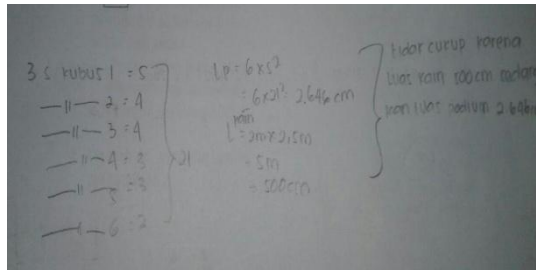 3 s kubus 1 = 5
—〃— 2 = 4
—〃— 3 = 4
—〃— 4 = 3
—〃— 5 = 3
—〃— 6 = 2
21
Lp = 6 x s²
= 6 x 21² = 2.646 cm
L kain = 2m x 2,5m
= 5m
= 500cm
tidak cukup karena
luas kain 500 cm sedang
kan luas podium 2.646